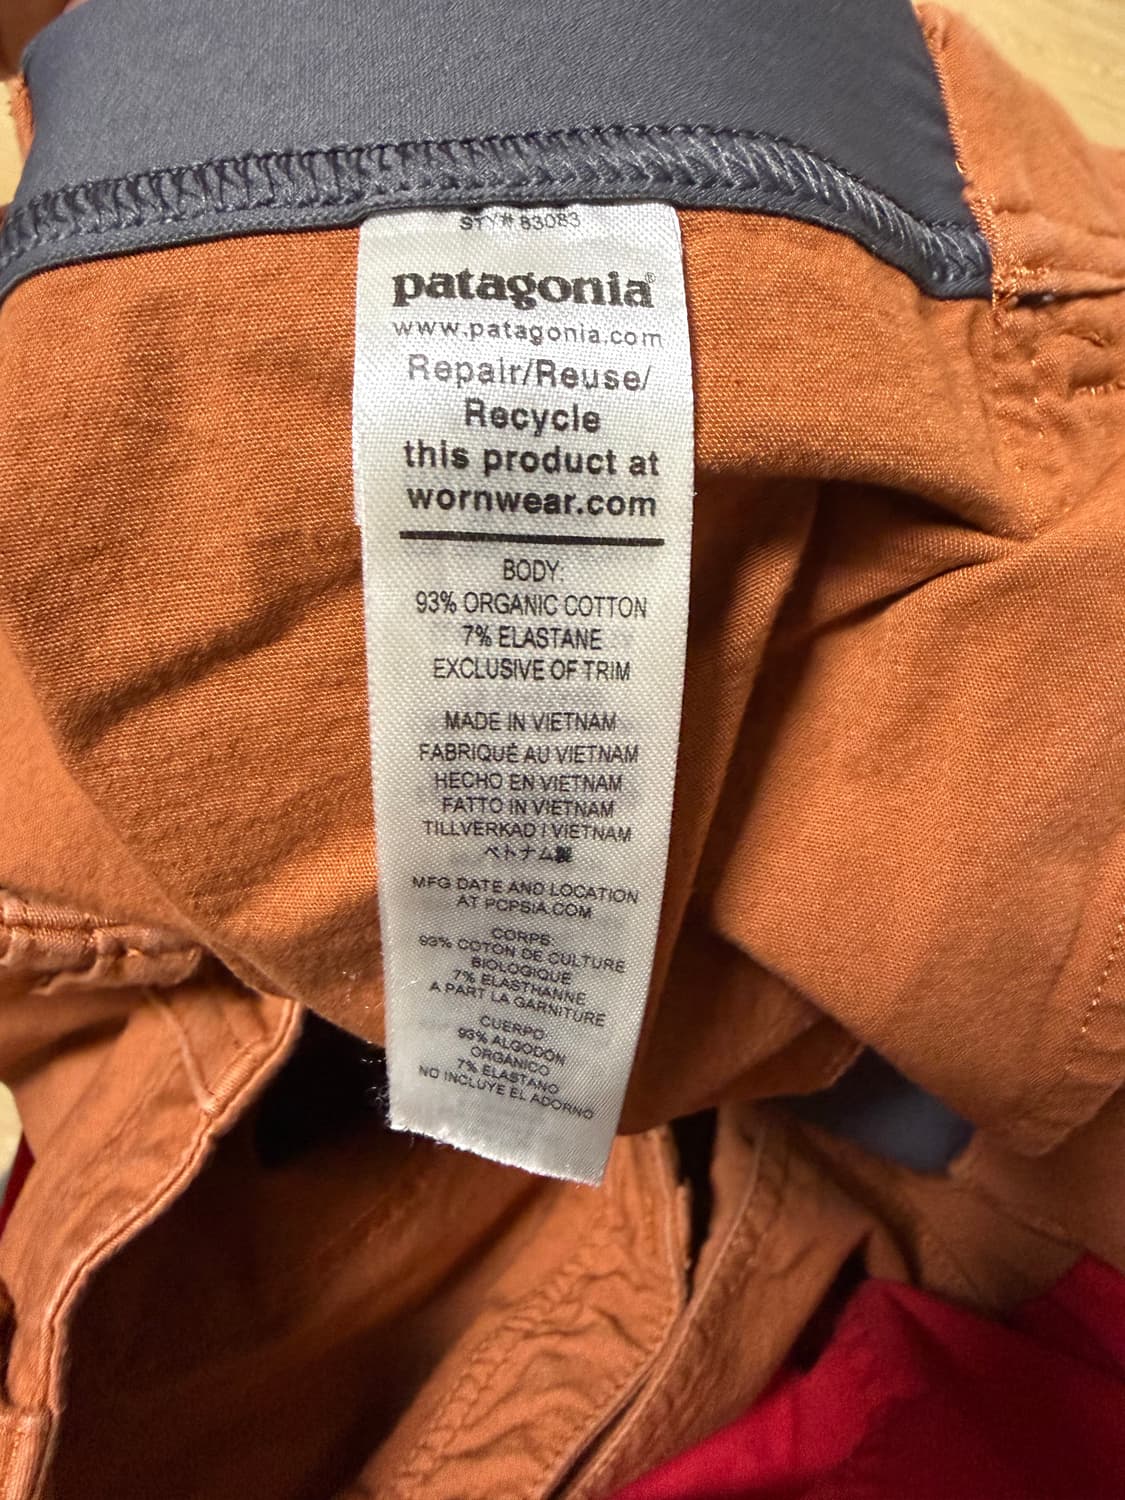 STY# 83083
patagonia®
www.patagonia.com
Repair/Reuse/
Recycle
this product at
wornwear.com
BODY:
93% ORGANIC COTTON
7% ELASTANE
EXCLUSIVE OF TRIM
MADE IN VIETNAM
FABRIQUÉ AU VIETNAM
HECHO EN VIETNAM
FATTO IN VIETNAM
TILLVERKAD I VIETNAM
ベトナム製
MFG DATE AND LOCATION
AT PCPSIA.COM
CORPS:
93% COTON DE CULTURE
BIOLOGIQUE
7% ELASTHANNE
A PART LA GARNITURE
CUERPO:
93% ALGODÓN
ORGÁNICO
7% ELASTANO
NO INCLUYE EL ADORNO